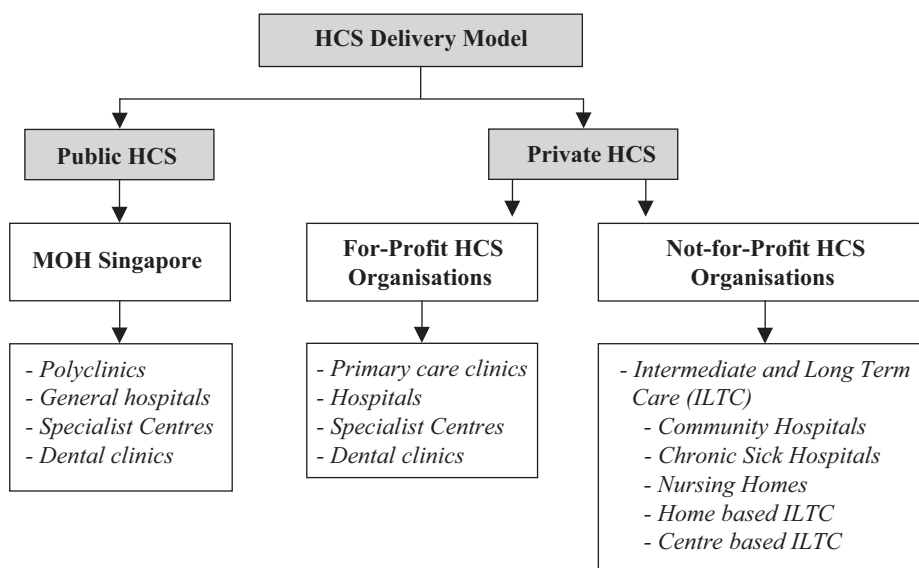 HCS Delivery Model
Public HCS
Private HCS
MOH Singapore
For-Profit HCS
Organisations
Not-for-Profit HCS
Organisations
- Polyclinics
- General hospitals
- Specialist Centres
- Dental clinics
- Primary care clinics
- Hospitals
- Specialist Centres
- Dental clinics
- Intermediate and Long Term
Care (ILTC)
- Community Hospitals
- Chronic Sick Hospitals
- Nursing Homes
- Home based ILTC
- Centre based ILTC